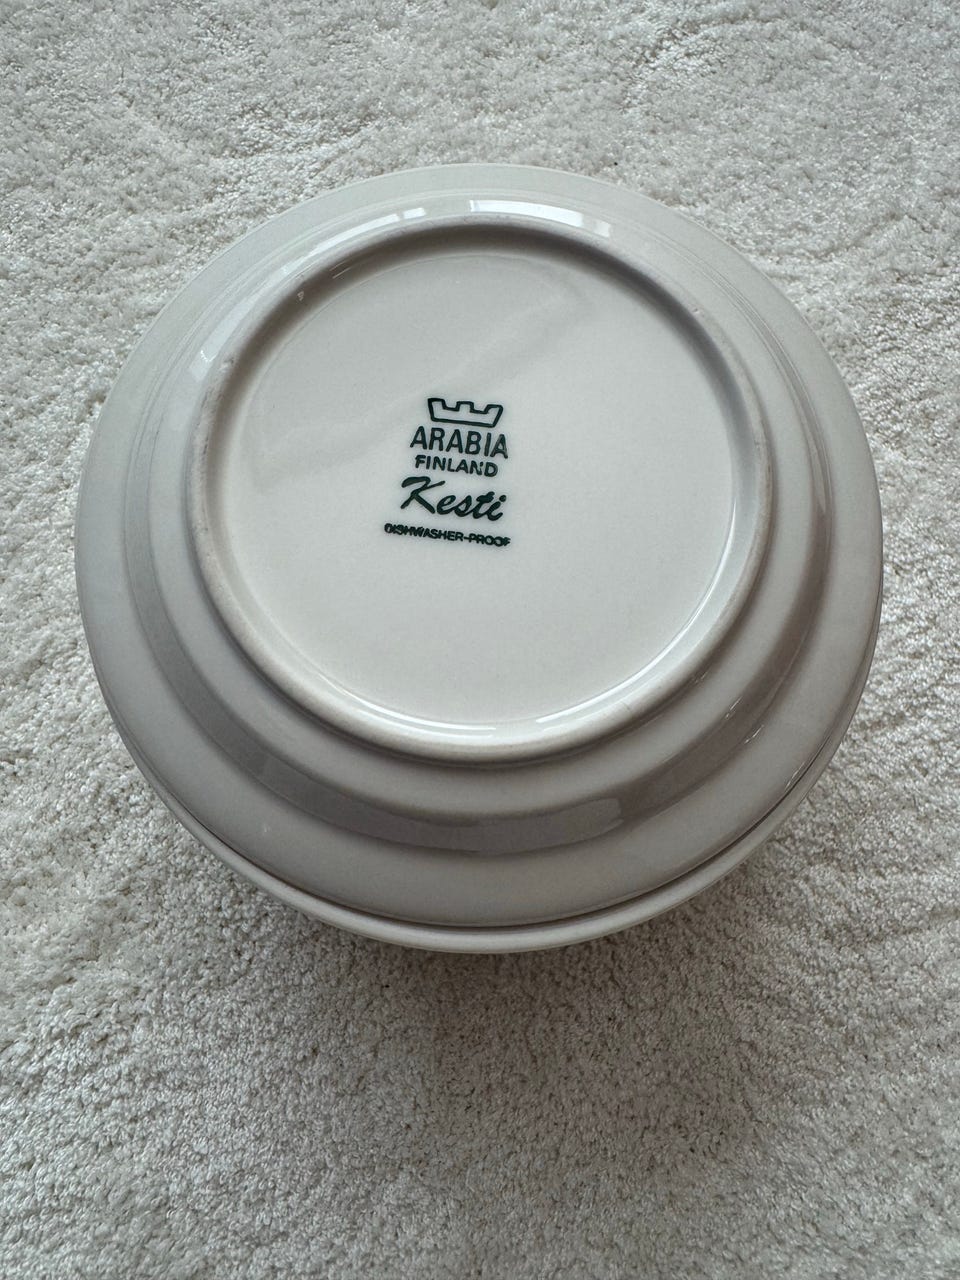 ARABIA
FINLAND
Kesti
DISHWASHER-PROOF